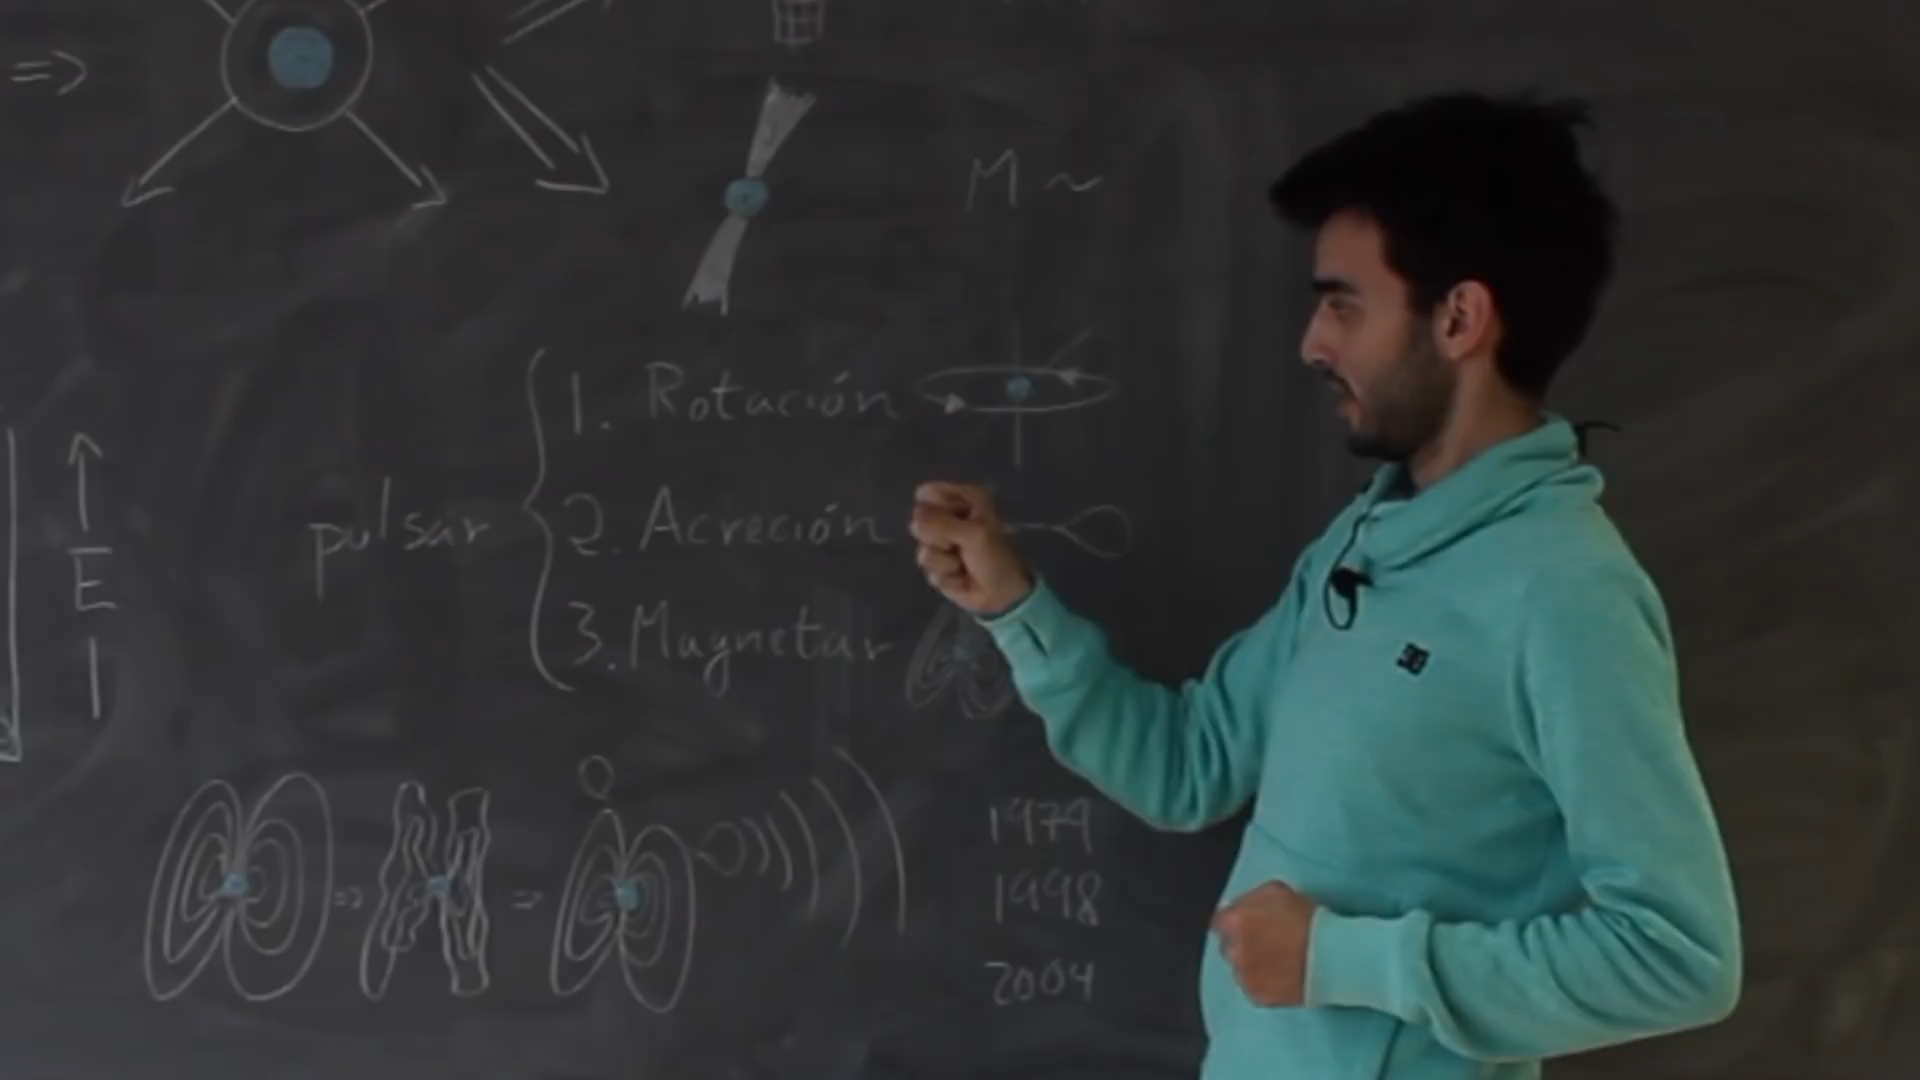 =>
M ~
1. Rotación
pulsar
2. Acreción
3. Magnetar
E
=>
=>
1979
1998
2004